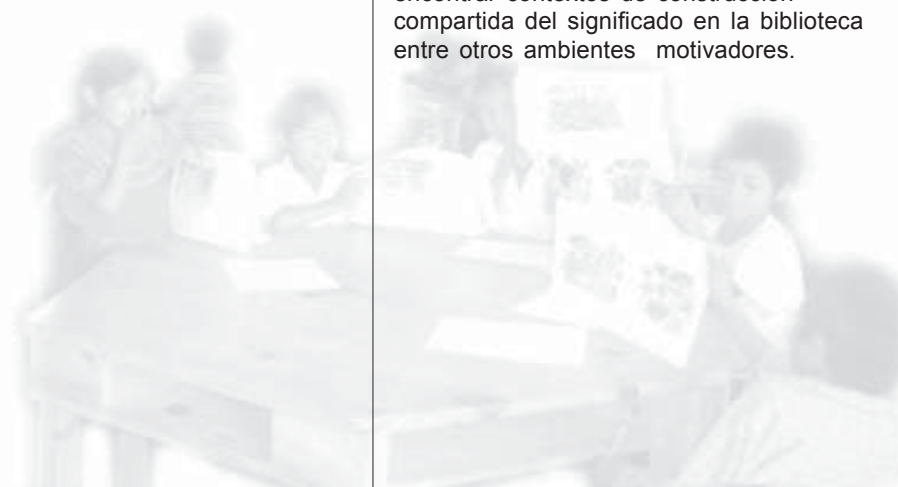 encontrar contextos de construcción
compartida del significado en la biblioteca
entre otros ambientes motivadores.